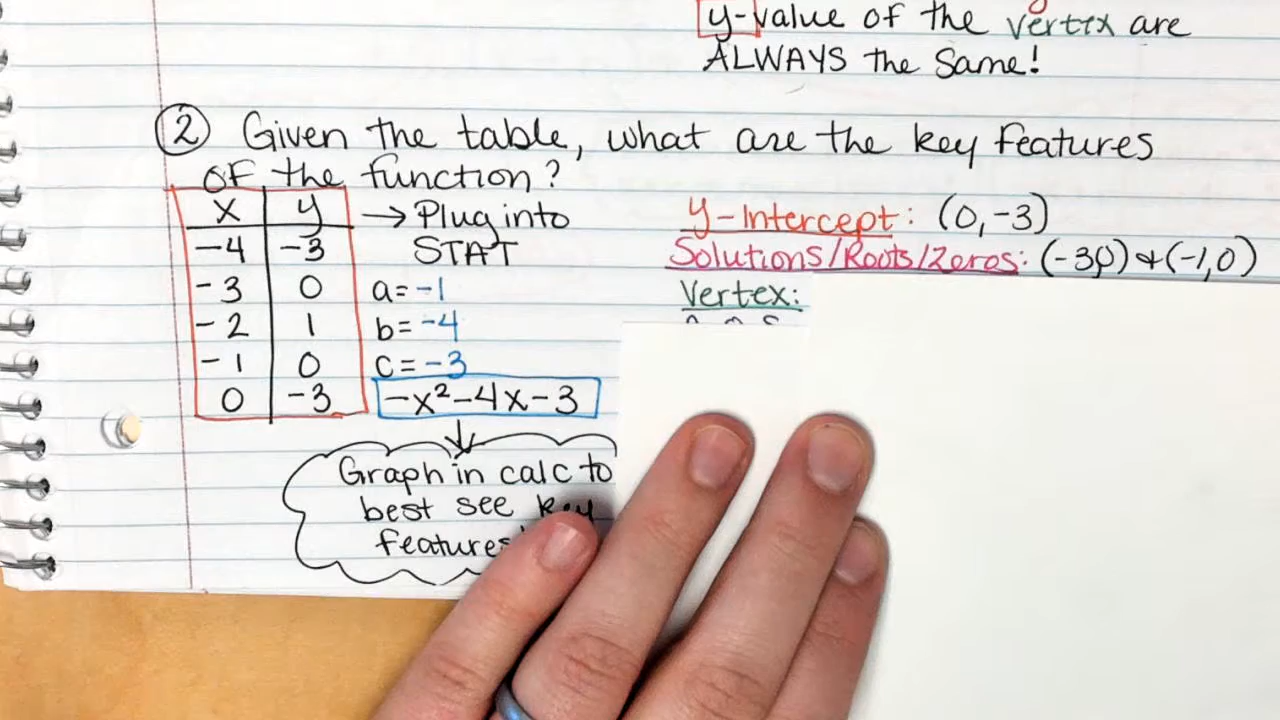 y-value of the vertex are
ALWAYS the same!
② Given the table, what are the key features
of the function?
x y → Plug into
-4 -3 STAT
-3 0 a = -1
-2 1 b = -4
-1 0 c = -3
0 -3 -x²-4x-3
Graph in calc to
best see key
features
y-Intercept: (0,-3)
Solutions/Roots/Zeros: (-3,0) & (-1,0)
Vertex: